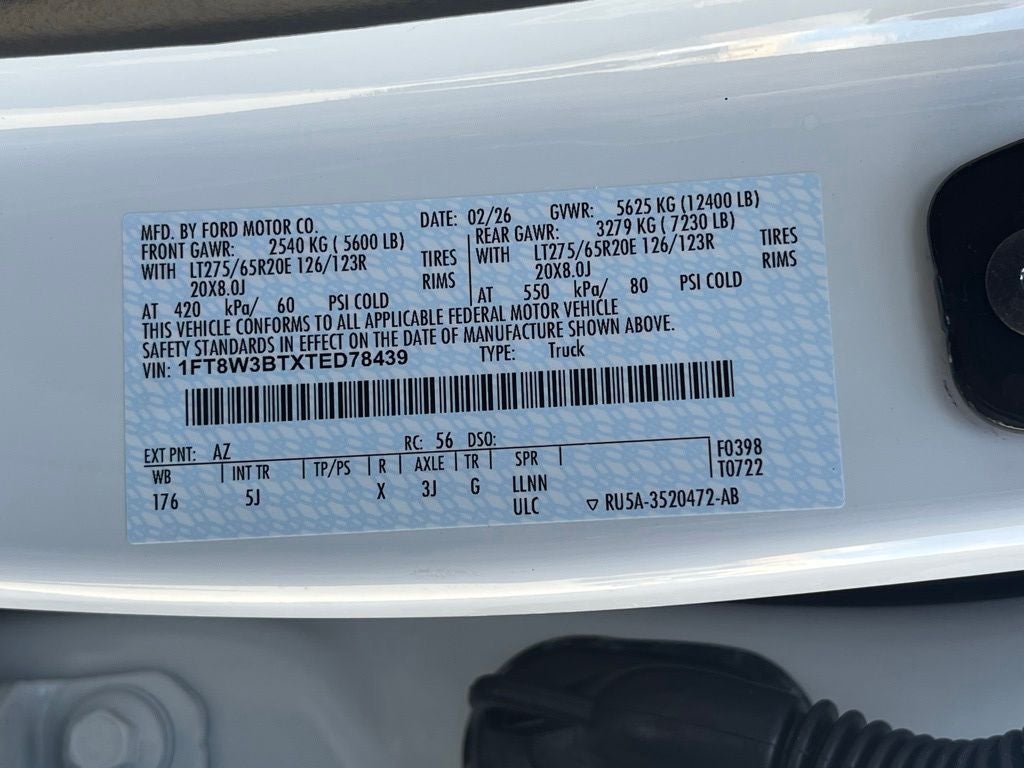 MFD. BY FORD MOTOR CO. DATE: 02/26 GVWR: 5625 KG (12400 LB)
FRONT GAWR: 2540 KG ( 5600 LB) REAR GAWR: 3279 KG ( 7230 LB)
WITH LT275/65R20E 126/123R TIRES WITH LT275/65R20E 126/123R TIRES
20X8.0J RIMS 20X8.0J RIMS
AT 420 kPa/ 60 PSI COLD AT 550 kPa/ 80 PSI COLD
THIS VEHICLE CONFORMS TO ALL APPLICABLE FEDERAL MOTOR VEHICLE
SAFETY STANDARDS IN EFFECT ON THE DATE OF MANUFACTURE SHOWN ABOVE.
VIN: 1FT8W3BTXTED78439 TYPE: Truck
EXT PNT: AZ RC: 56 DSO: F0398
WB INT TR TP/PS R AXLE TR SPR T0722
176 5J X 3J G LLNN
ULC ▽ RU5A-3520472-AB